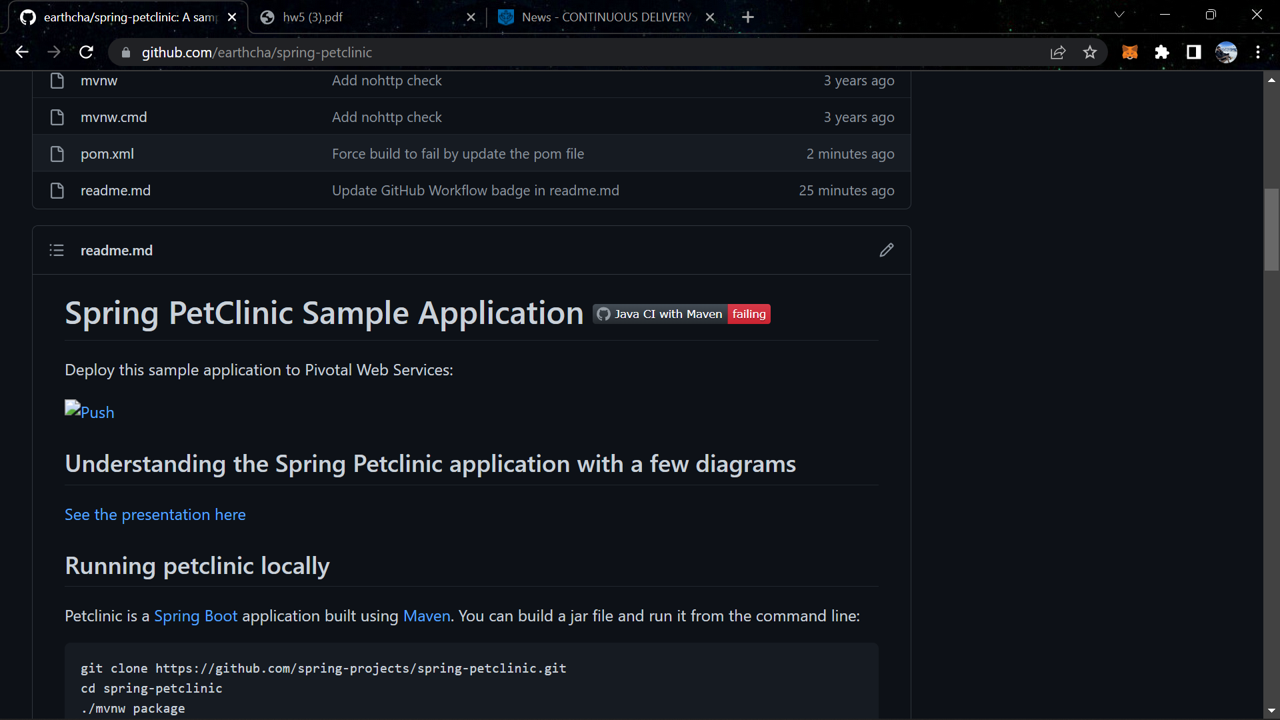 earthcha/spring-petclinic: A sam
hw5 (3).pdf
News - CONTINUOUS DELIVERY
github.com/earthcha/spring-petclinic
mvnw Add nohttp check 3 years ago
mvnw.cmd Add nohttp check 3 years ago
pom.xml Force build to fail by update the pom file 2 minutes ago
readme.md Update GitHub Workflow badge in readme.md 25 minutes ago
readme.md
Spring PetClinic Sample Application Java CI with Maven failing
Deploy this sample application to Pivotal Web Services:
Push
Understanding the Spring Petclinic application with a few diagrams
See the presentation here
Running petclinic locally
Petclinic is a Spring Boot application built using Maven. You can build a jar file and run it from the command line:
git clone https://github.com/spring-projects/spring-petclinic.git
cd spring-petclinic
./mvnw package